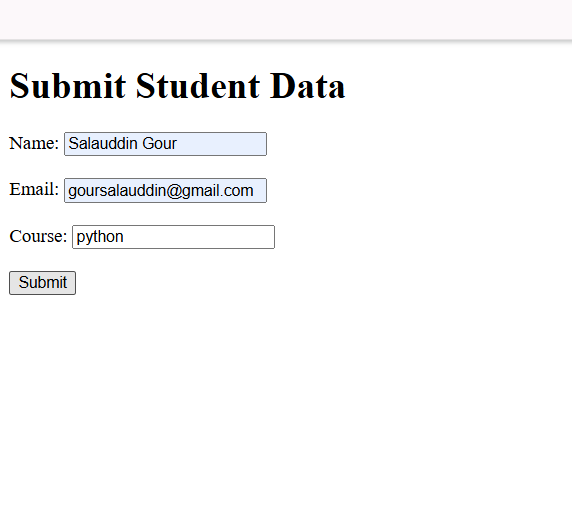 Submit Student Data
Name: Salauddin Gour
Email: goursalauddin@gmail.com
Course: python
Submit